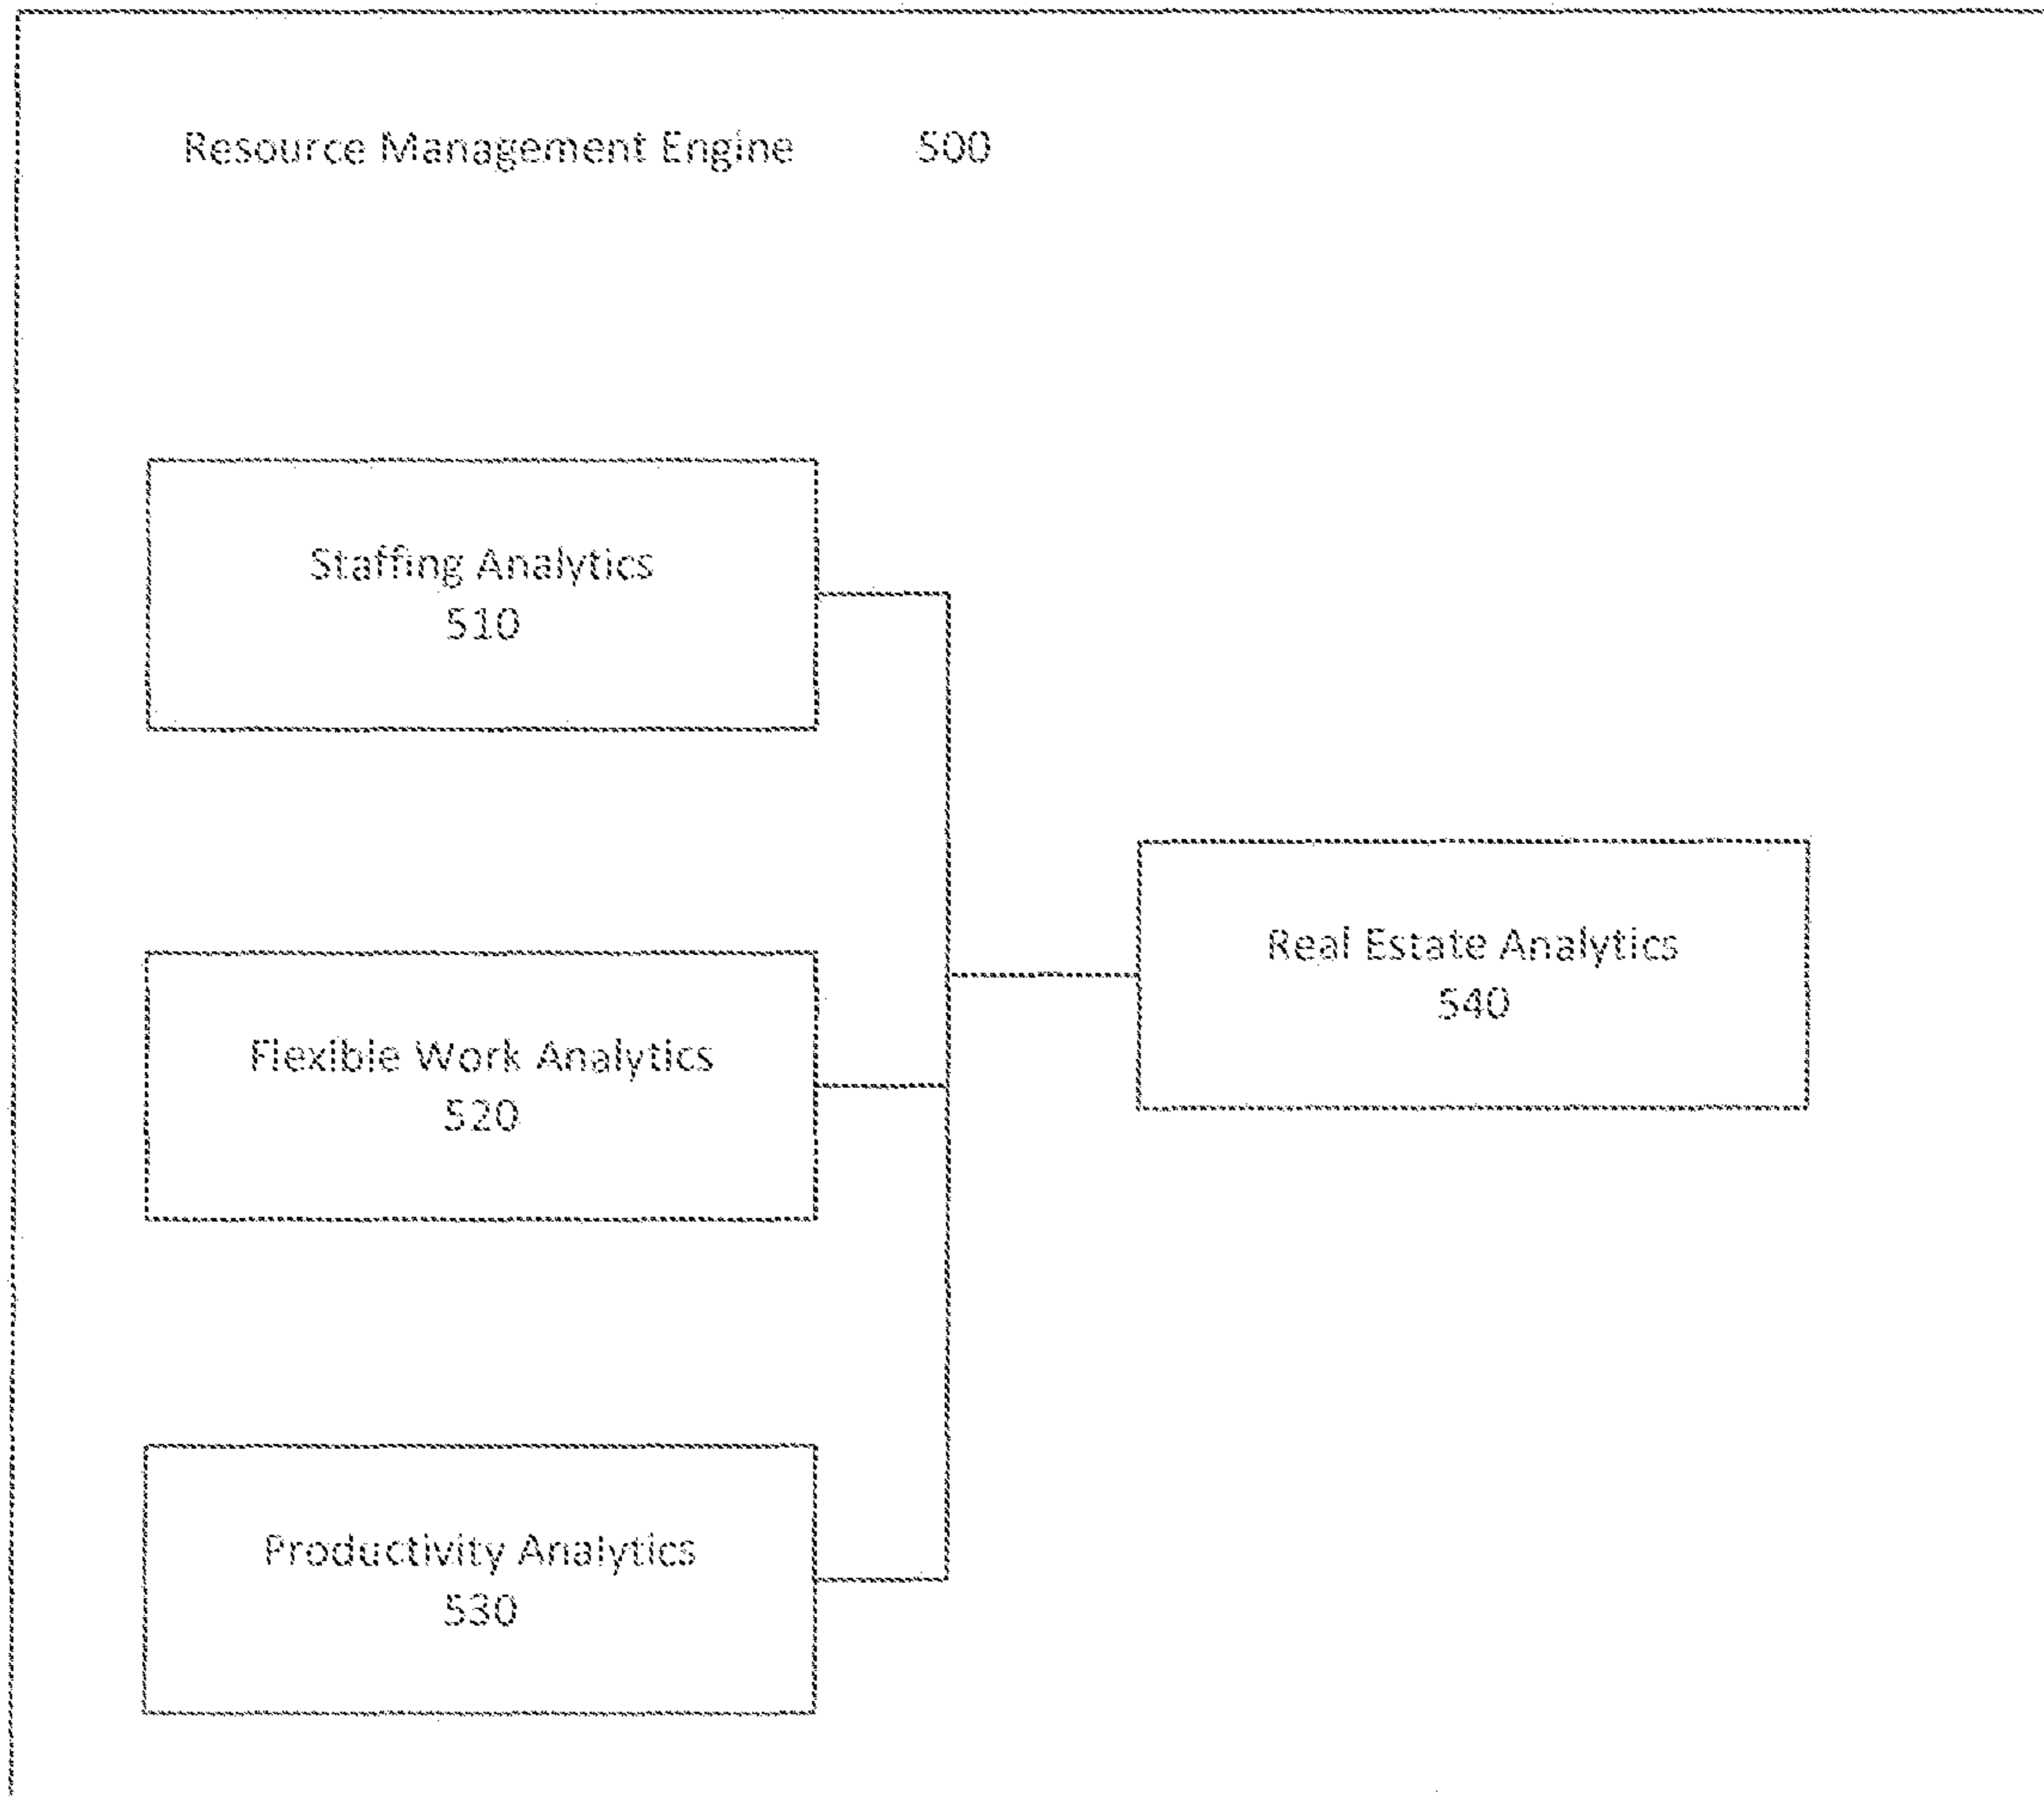 Resource Management Engine 500
Staffing Analytics
510
Real Estate Analytics
540
Flexible Work Analytics
520
Productivity Analytics
530